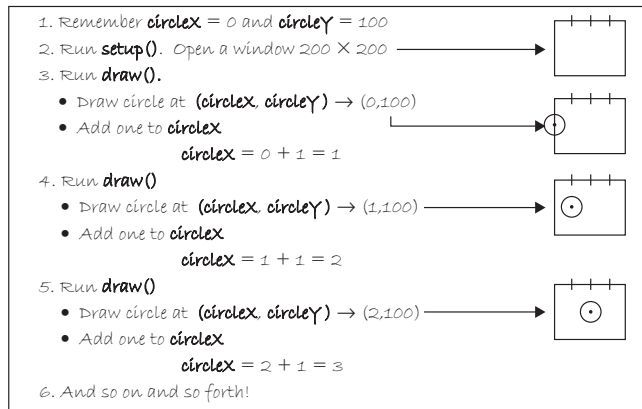 1. Remember circleX = 0 and circleY = 100
2. Run setup(). Open a window 200 × 200
3. Run draw().
• Draw circle at (circleX, circleY) → (0,100)
• Add one to circleX
circleX = 0 + 1 = 1
4. Run draw()
• Draw circle at (circleX, circleY) → (1,100)
• Add one to circleX
circleX = 1 + 1 = 2
5. Run draw()
• Draw circle at (circleX, circleY) → (2,100)
• Add one to circleX
circleX = 2 + 1 = 3
6. And so on and so forth!